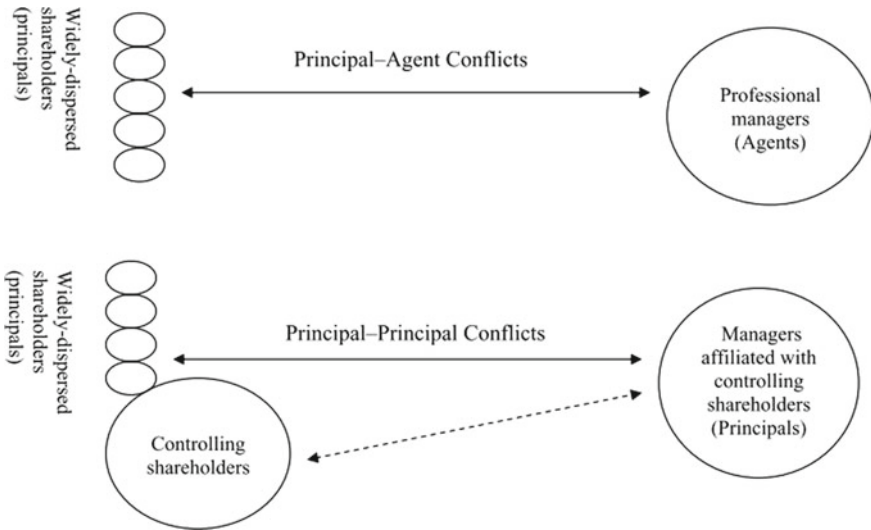 Widely-dispersed
shareholders
(principals)
Principal–Agent Conflicts
Professional
managers
(Agents)
Widely-dispersed
shareholders
(principals)
Principal–Principal Conflicts
Managers
affiliated with
controlling
shareholders
(Principals)
Controlling
shareholders